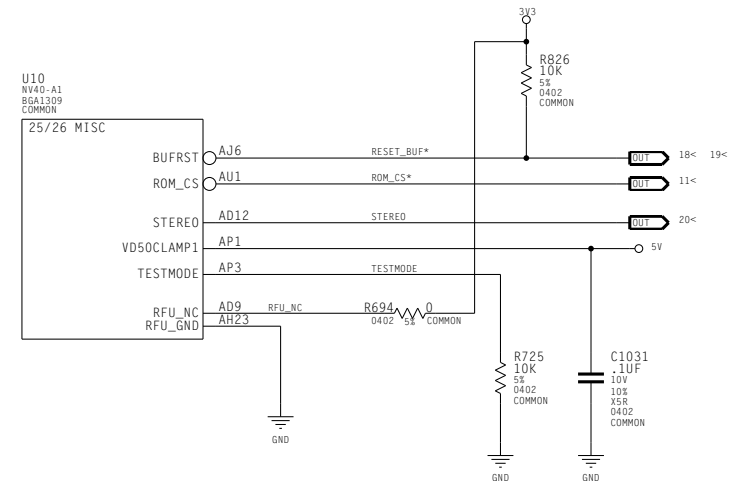 3V3
R826
10K
5%
0402
COMMON
U10
NV40-A1
BGA1309
COMMON
25/26 MISC
BUFRST AJ6 RESET_BUF* OUT 18< 19<
ROM_CS AU1 ROM_CS* OUT 11<
STEREO AD12 STEREO OUT 20<
VD50CLAMP1 AP1 5V
TESTMODE AP3 TESTMODE
RFU_NC AD9 RFU_NC R694 0
0402 5% COMMON
RFU_GND AH23
R725
10K
5%
0402
COMMON
C1031
.1UF
10V
10%
X5R
0402
COMMON
GND
GND
GND